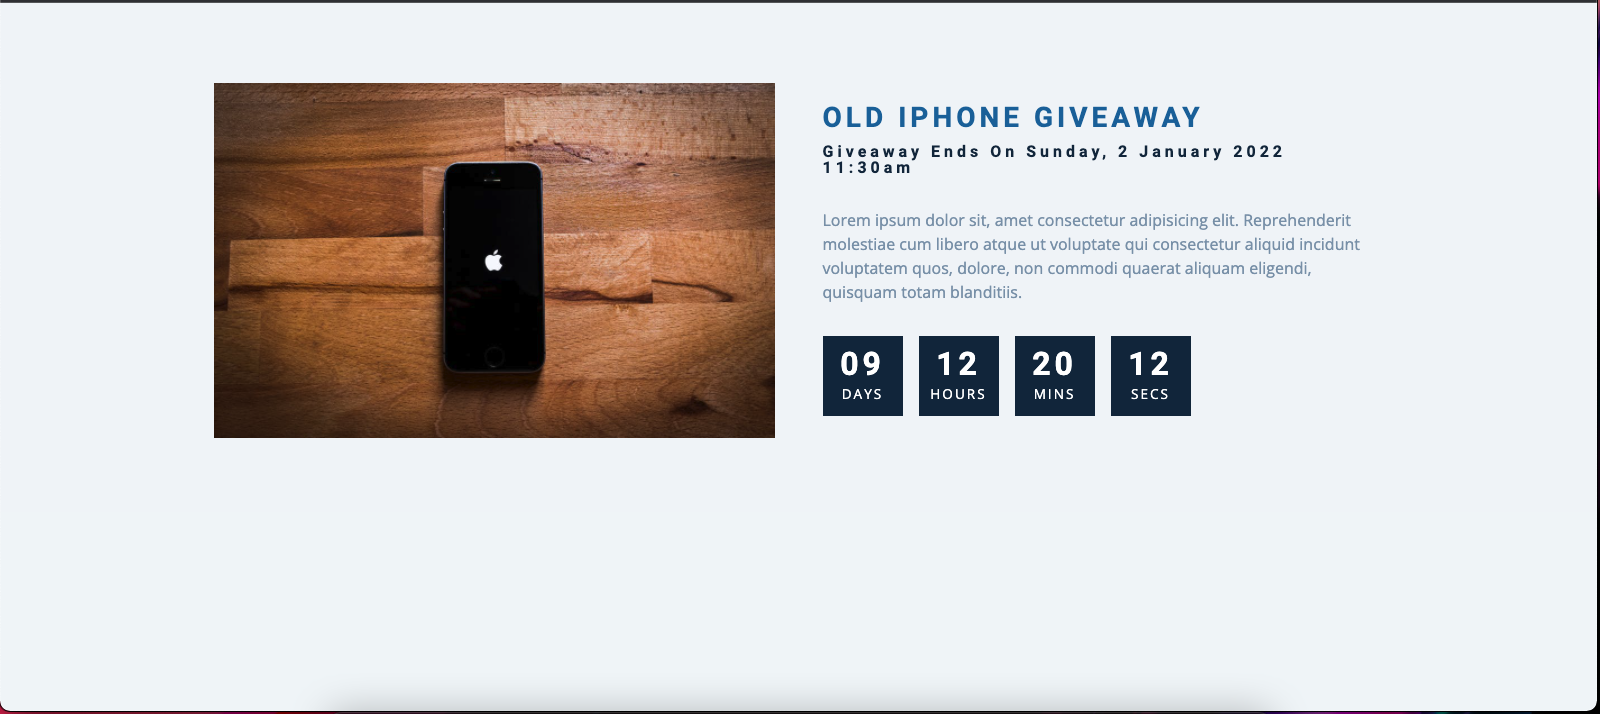 OLD IPHONE GIVEAWAY
Giveaway Ends On Sunday, 2 January 2022
11:30am
Lorem ipsum dolor sit, amet consectetur adipisicing elit. Reprehenderit
molestiae cum libero atque ut voluptate qui consectetur aliquid incidunt
voluptatem quos, dolore, non commodi quaerat aliquam eligendi,
quisquam totam blanditiis.
09 12 20 12
DAYS HOURS MINS SECS